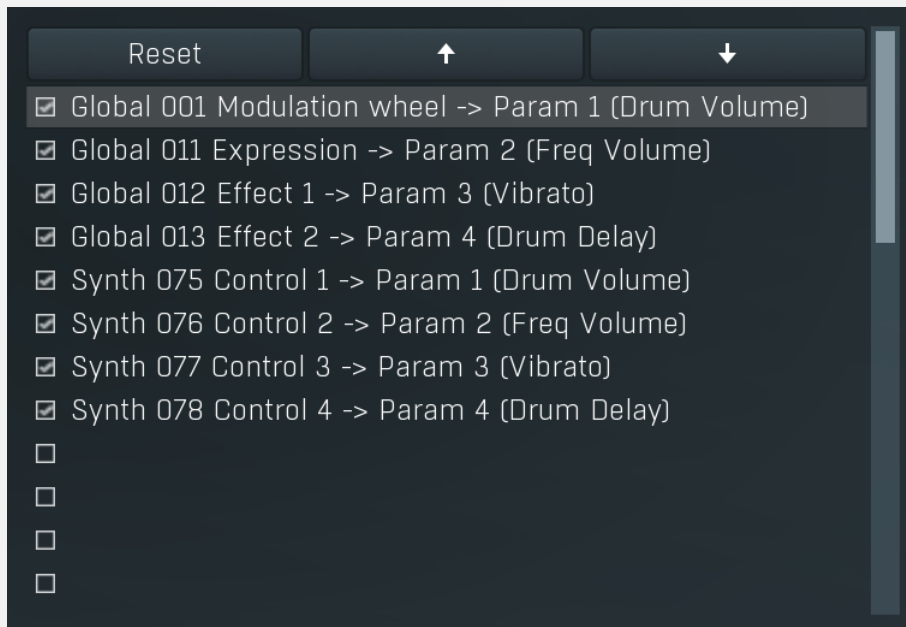 Reset
Global 001 Modulation wheel -> Param 1 (Drum Volume)
Global 011 Expression -> Param 2 (Freq Volume)
Global 012 Effect 1 -> Param 3 (Vibrato)
Global 013 Effect 2 -> Param 4 (Drum Delay)
Synth 075 Control 1 -> Param 1 (Drum Volume)
Synth 076 Control 2 -> Param 2 (Freq Volume)
Synth 077 Control 3 -> Param 3 (Vibrato)
Synth 078 Control 4 -> Param 4 (Drum Delay)